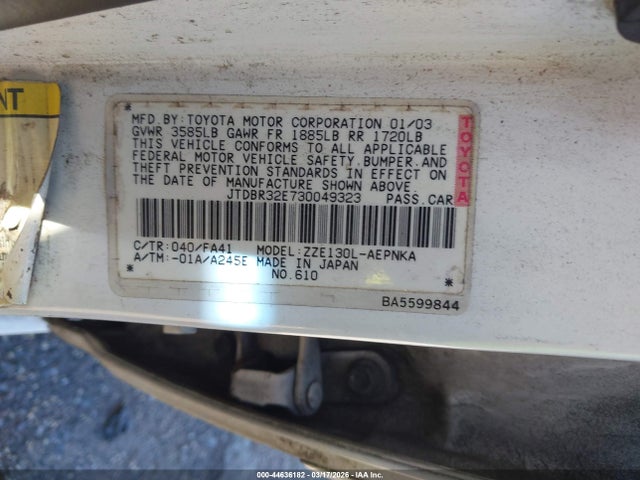 NT
MFD.BY:TOYOTA MOTOR CORPORATION 01/03
GVWR 3585LB GAWR FR 1885LB RR 1720LB
THIS VEHICLE CONFORMS TO ALL APPLICABLE
FEDERAL MOTOR VEHICLE SAFETY,BUMPER,AND
THEFT PREVENTION STANDARDS IN EFFECT ON
THE DATE OF MANUFACTURE SHOWN ABOVE.
JTDBR32E730049323 PASS.CAR
TOYOTA
C/TR:040/FA41 MODEL:ZZE130L-AEPNKA
A/TM:-01A/A245E MADE IN JAPAN
NO.610
BA5599844
000-44636182 - 03/17/2026 - IAA Inc.